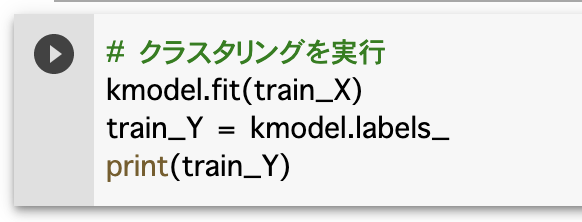 # クラスタリングを実行
kmodel.fit(train_X)
train_Y = kmodel.labels_
print(train_Y)